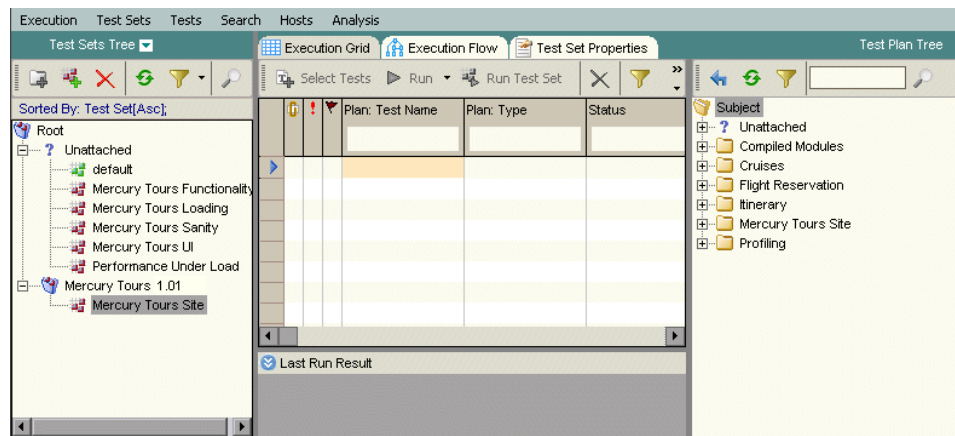 Execution Test Sets Tests Search Hosts Analysis
Test Sets Tree
Execution Grid Execution Flow Test Set Properties
Test Plan Tree
Select Tests Run Run Test Set
Sorted By: Test Set[Asc];
Root
Unattached
default
Mercury Tours Functionality
Mercury Tours Loading
Mercury Tours Sanity
Mercury Tours UI
Performance Under Load
Mercury Tours 1.01
Mercury Tours Site
Plan: Test Name Plan: Type Status
Last Run Result
Subject
Unattached
Compiled Modules
Cruises
Flight Reservation
Itinerary
Mercury Tours Site
Profiling